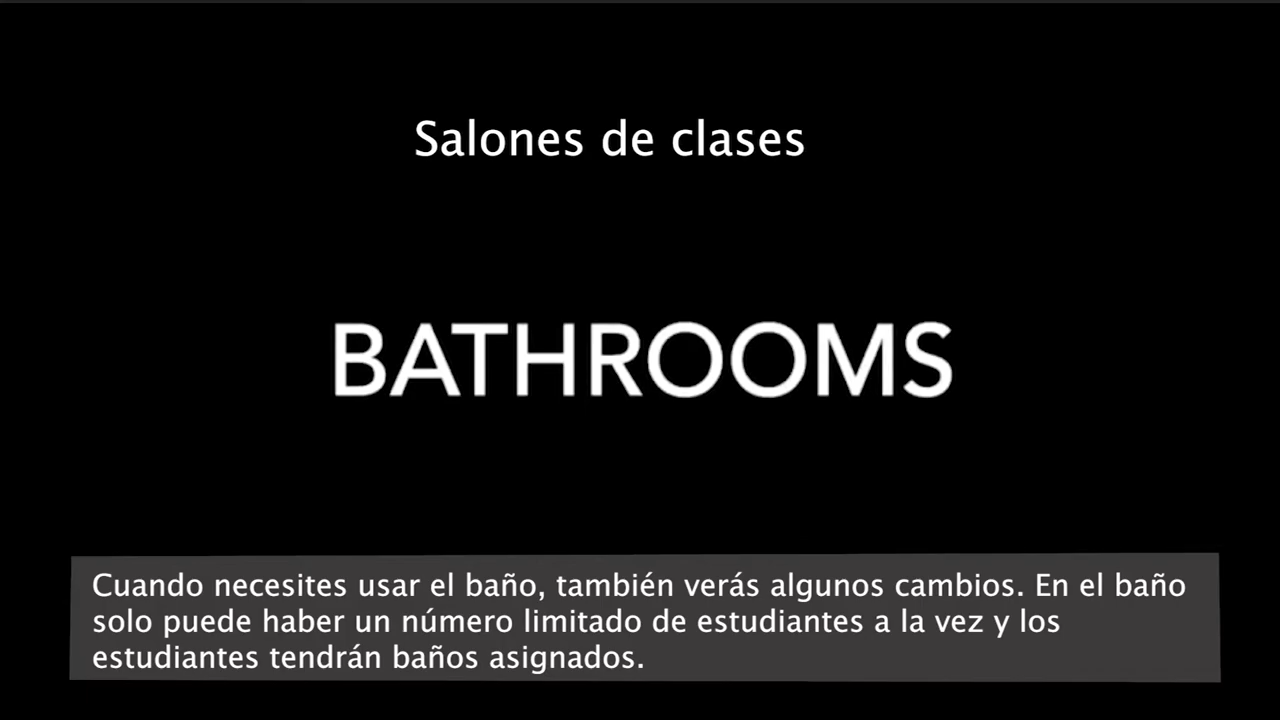 Salones de clases
BATHROOMS
Cuando necesites usar el baño, también verás algunos cambios. En el baño
solo puede haber un número limitado de estudiantes a la vez y los
estudiantes tendrán baños asignados.